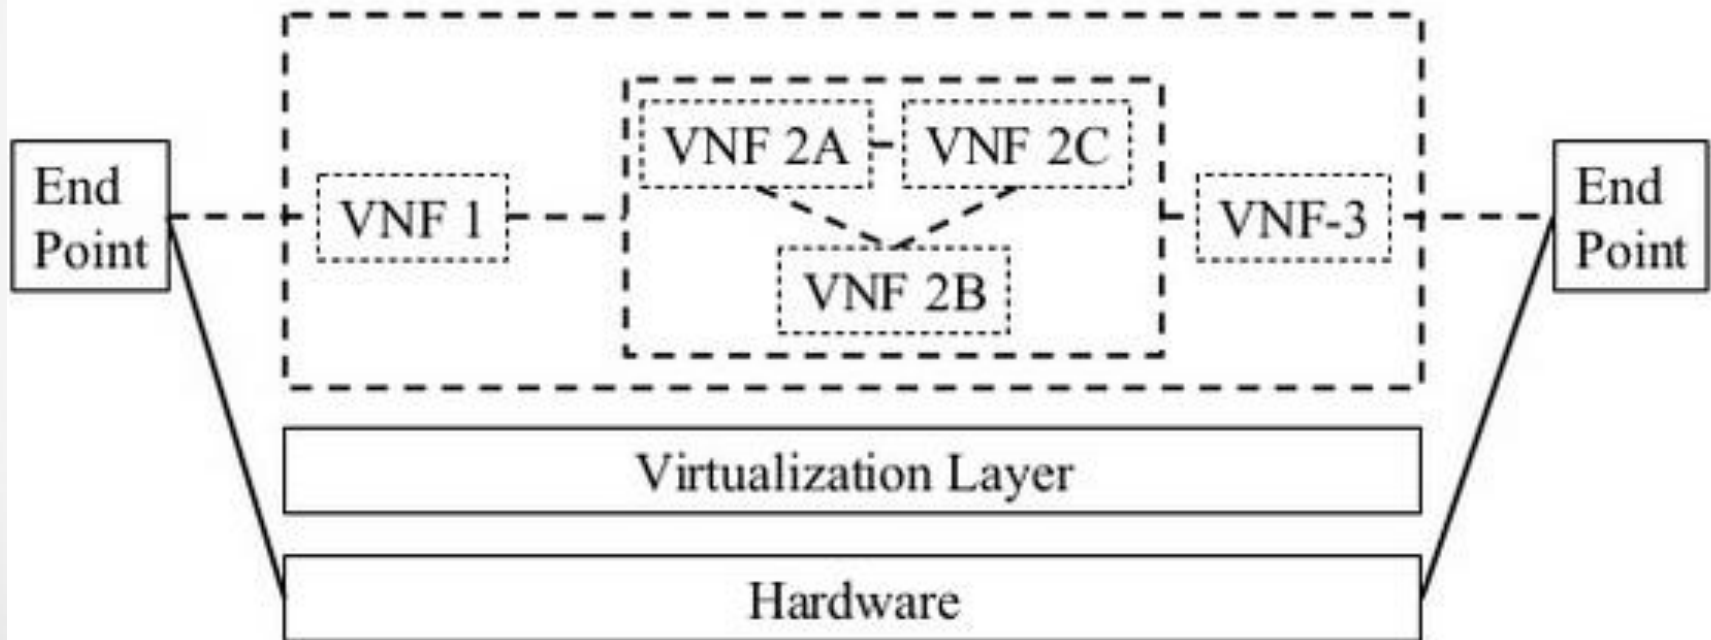 VNF 2A
VNF 2C
End
Point
VNF 1
VNF-3
End
Point
VNF 2B
Virtualization Layer
Hardware